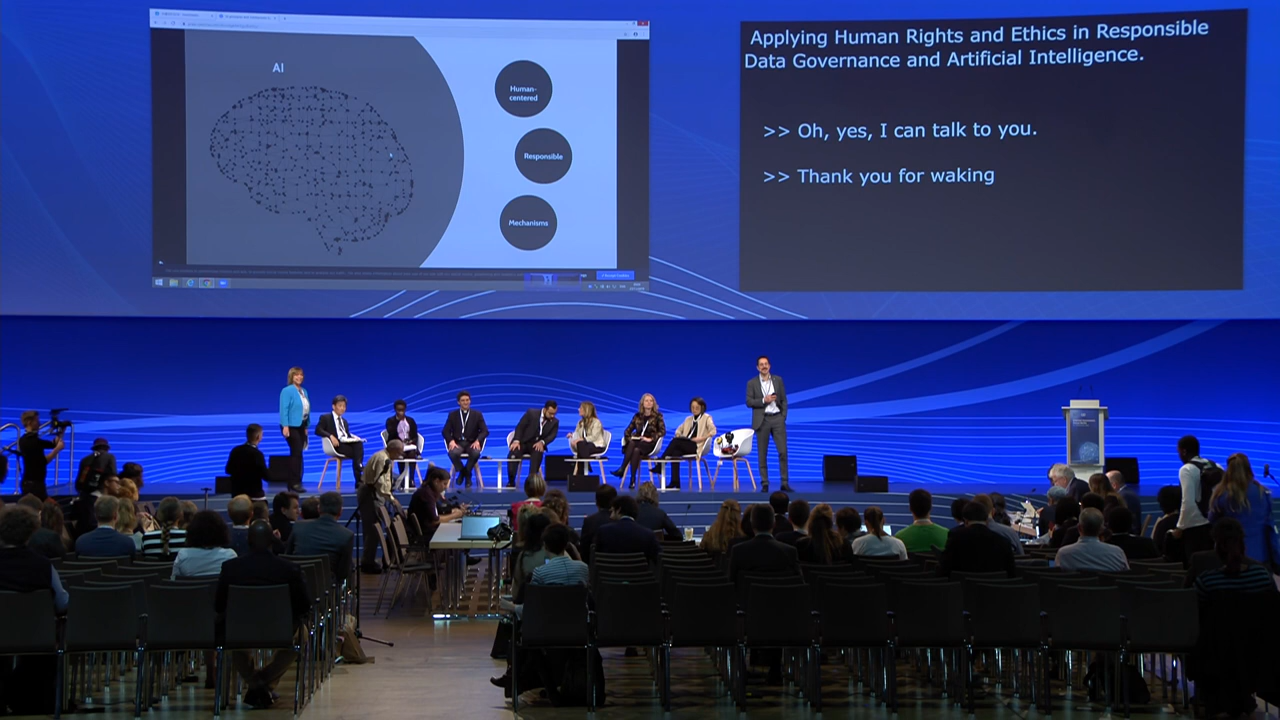 AI
Human-
centered
Responsible
Mechanisms
Applying Human Rights and Ethics in Responsible
Data Governance and Artificial Intelligence.
>> Oh, yes, I can talk to you.
>> Thank you for waking